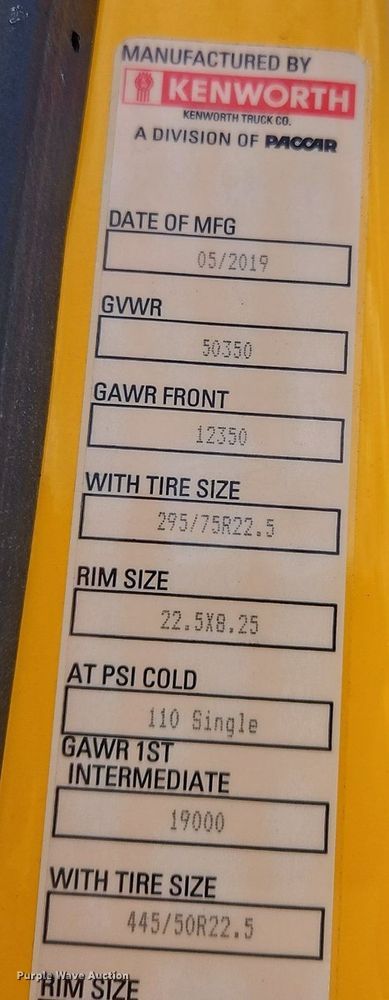 MANUFACTURED BY
KENWORTH
KENWORTH TRUCK CO.
A DIVISION OF PACCAR
DATE OF MFG
05/2019
GVWR
50350
GAWR FRONT
12350
WITH TIRE SIZE
295/75R22.5
RIM SIZE
22.5X8.25
AT PSI COLD
110 Single
GAWR 1ST
INTERMEDIATE
19000
WITH TIRE SIZE
445/50R22.5
Purple Wave Auction
RIM SIZE